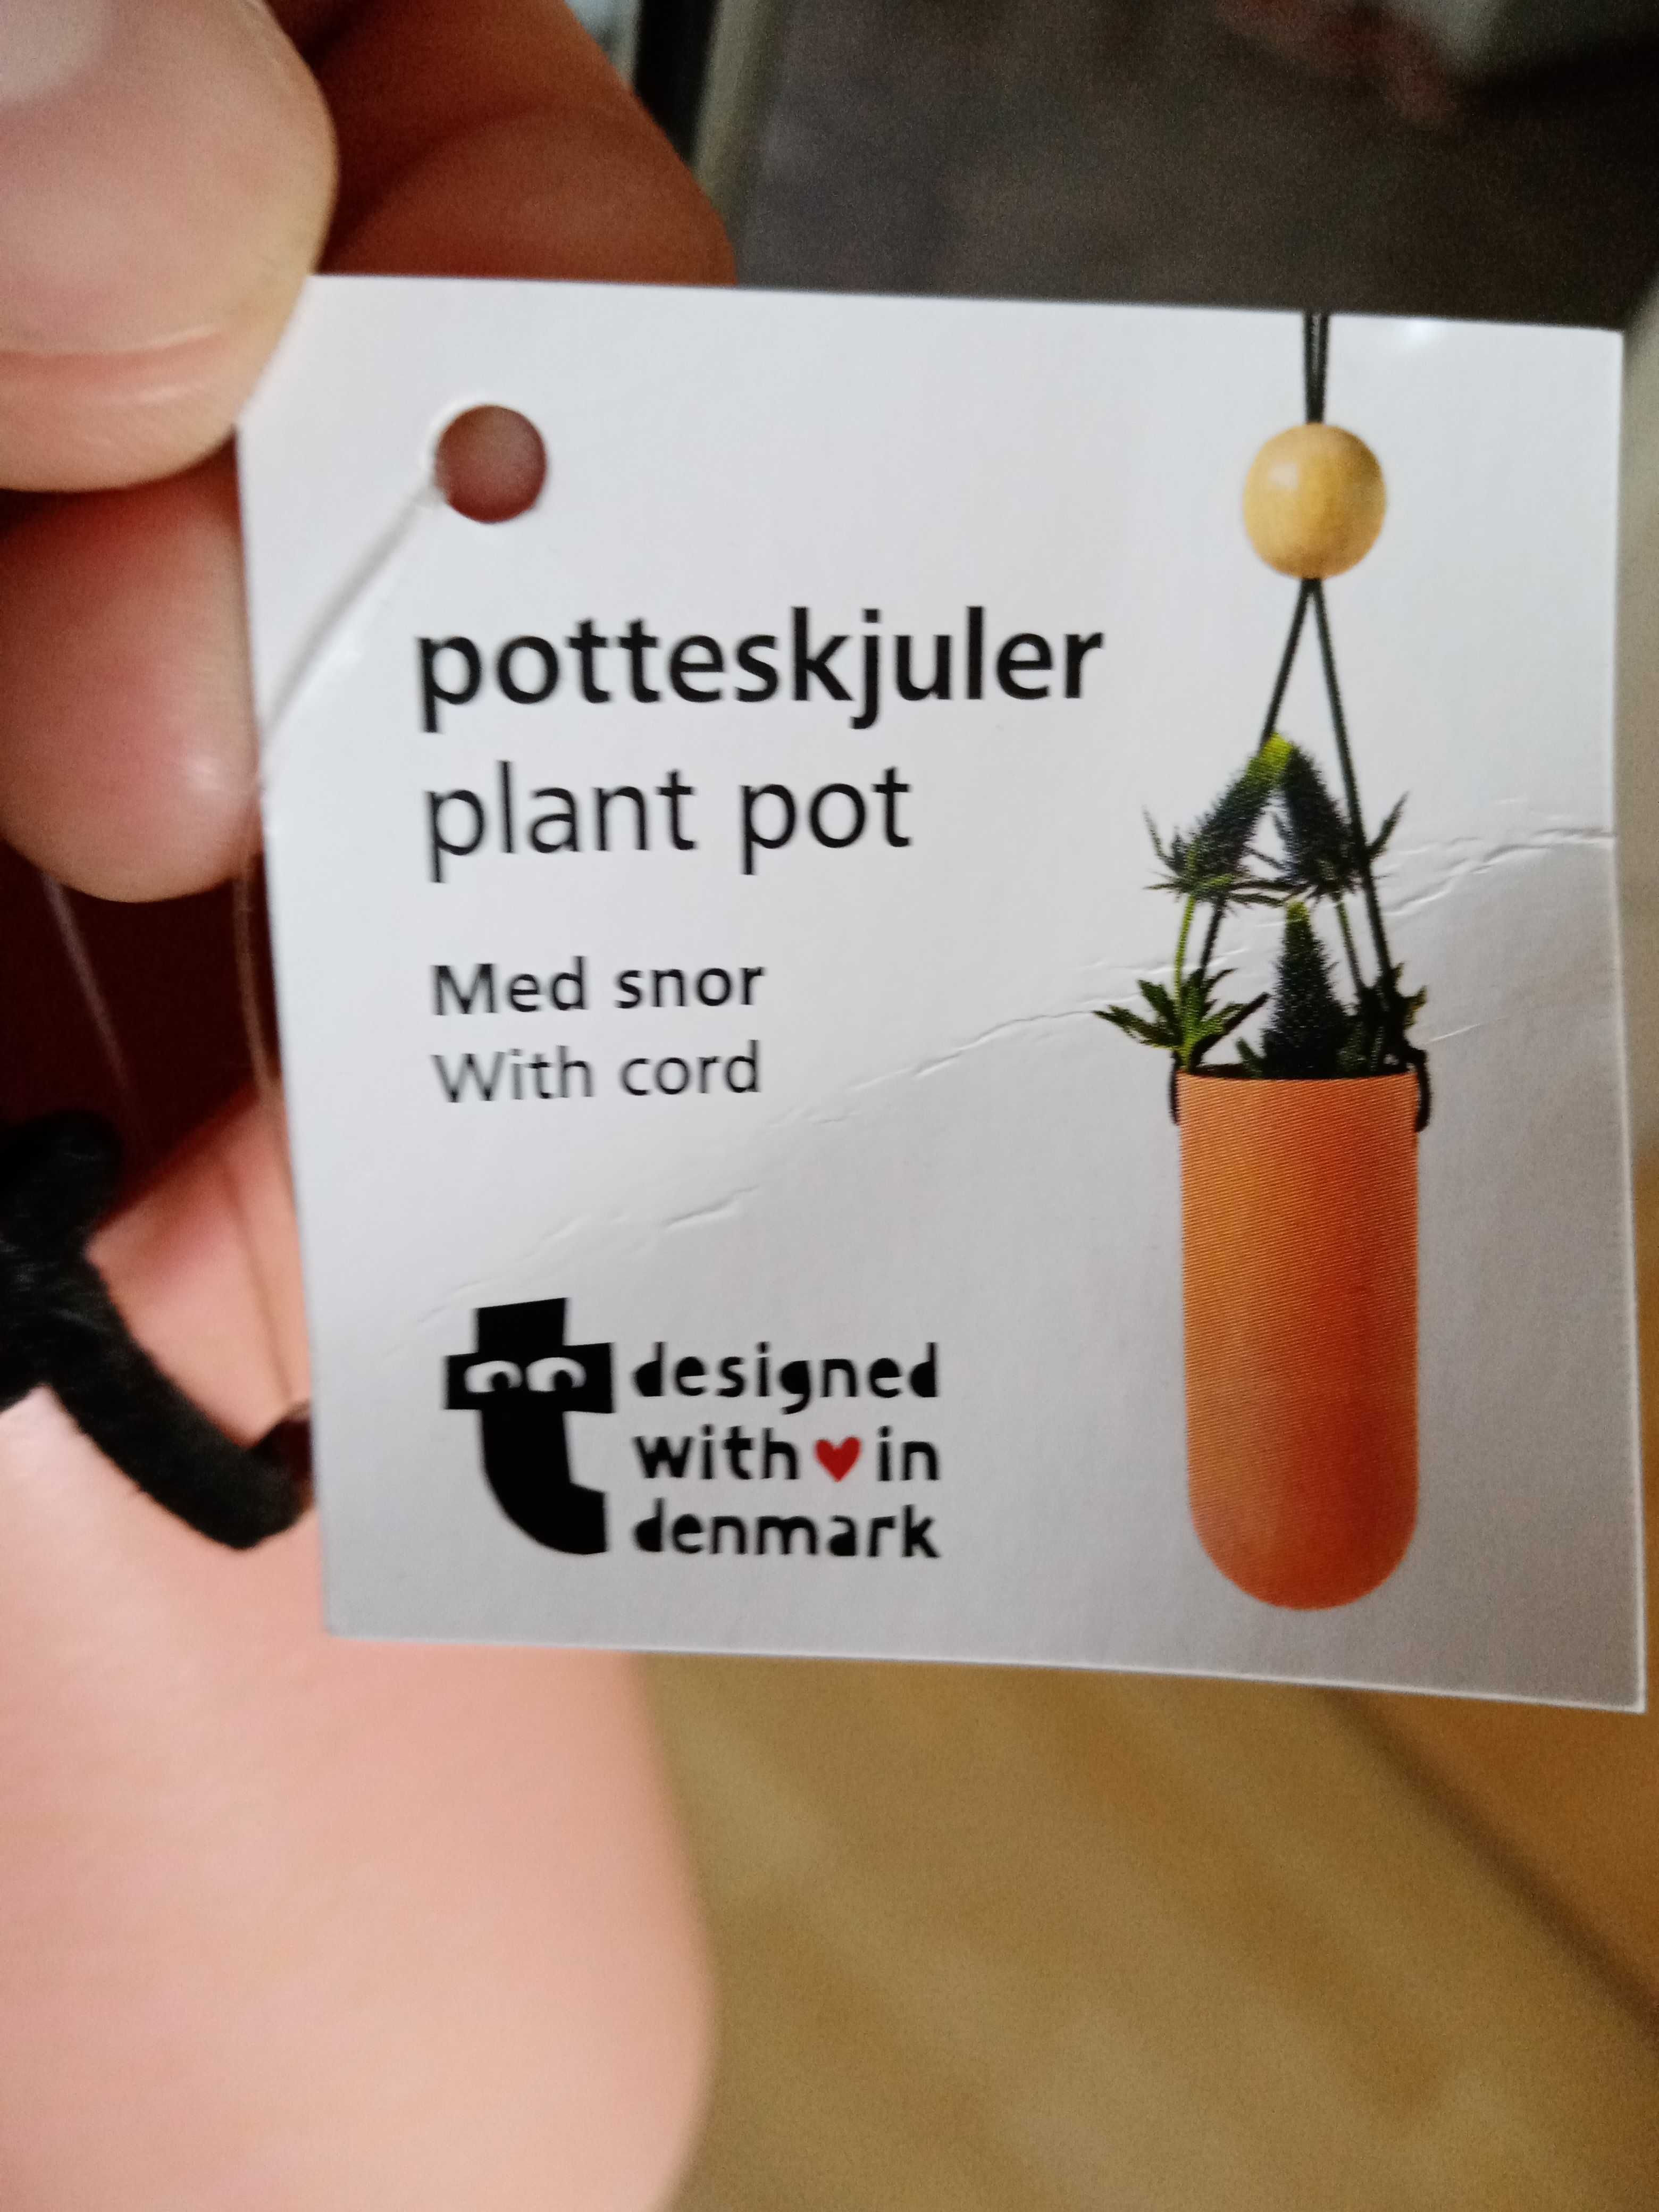 potteskjuler
plant pot
Med snor
With cord
designed
with ♥ in
denmark